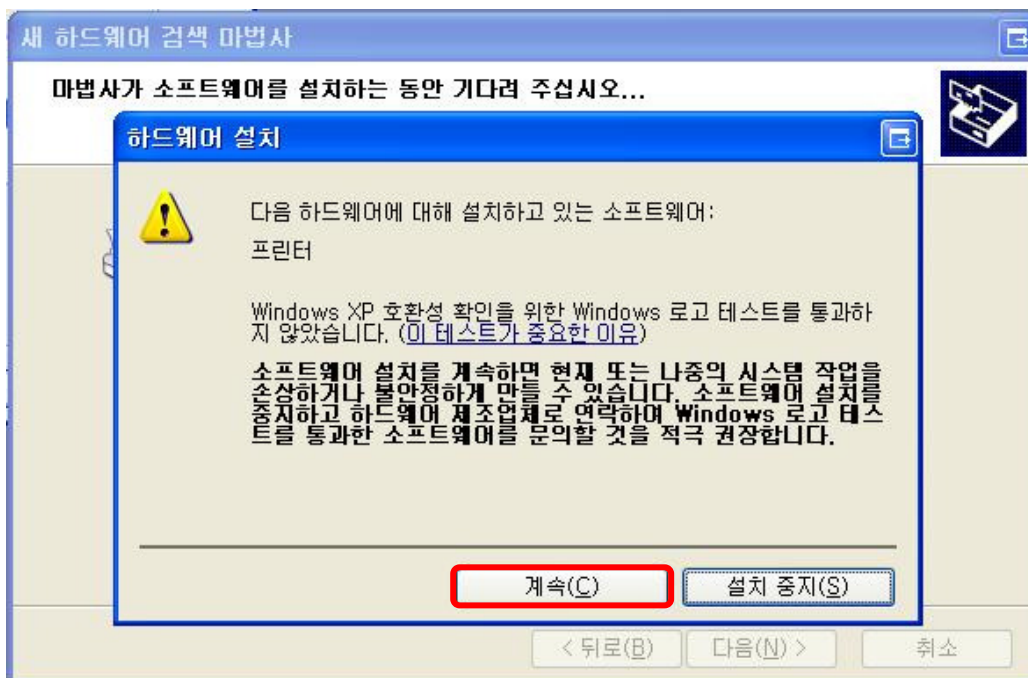 새 하드웨어 검색 마법사
마법사가 소프트웨어를 설치하는 동안 기다려 주십시오...
하드웨어 설치
다음 하드웨어에 대해 설치하고 있는 소프트웨어:
프린터
Windows XP 호환성 확인을 위한 Windows 로고 테스트를 통과하
지 않았습니다. (이 테스트가 중요한 이유)
소프트웨어 설치를 계속하면 현재 또는 나중의 시스템 작업을
손상하거나 불안정하게 만들 수 있습니다. 소프트웨어 설치를
중지하고 하드웨어 제조업체로 연락하여 Windows 로고 테스
트를 통과한 소프트웨어를 문의할 것을 적극 권장합니다.
계속(C) 설치 중지(S)
< 뒤로(B) 다음(N) > 취소